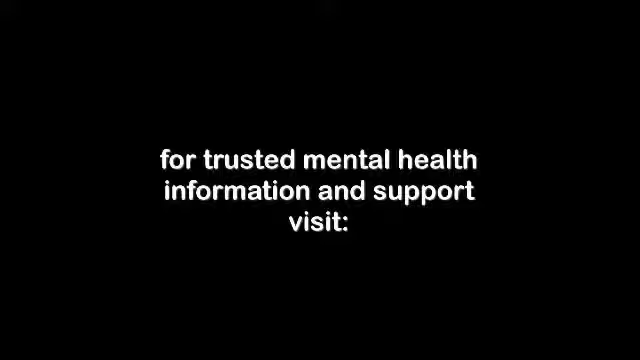 for trusted mental health
information and support
visit: